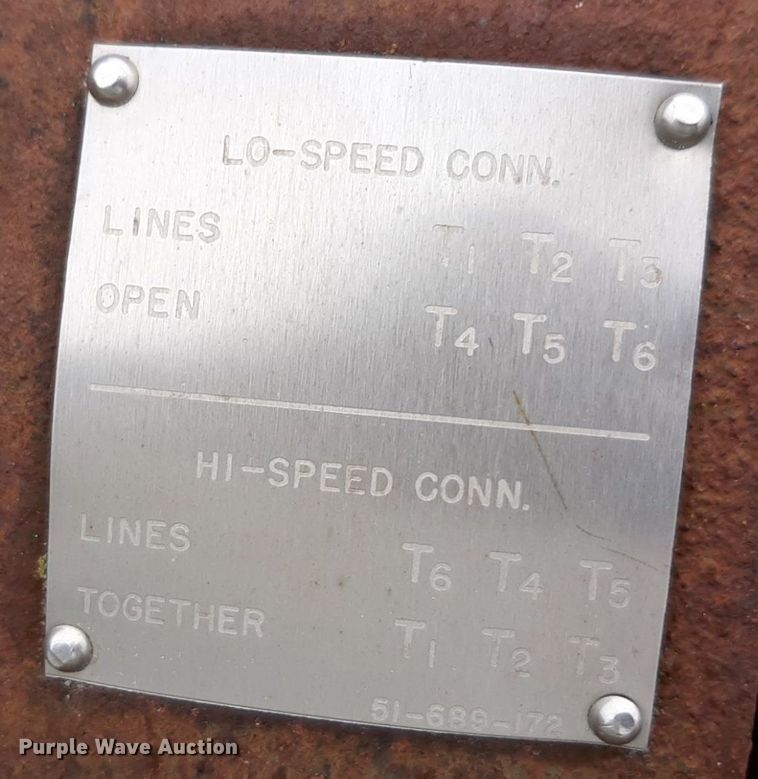 LO-SPEED CONN.
LINES T1 T2 T3
OPEN T4 T5 T6
HI-SPEED CONN.
LINES T6 T4 T5
TOGETHER T1 T2 T3
51-689-172
Purple Wave Auction